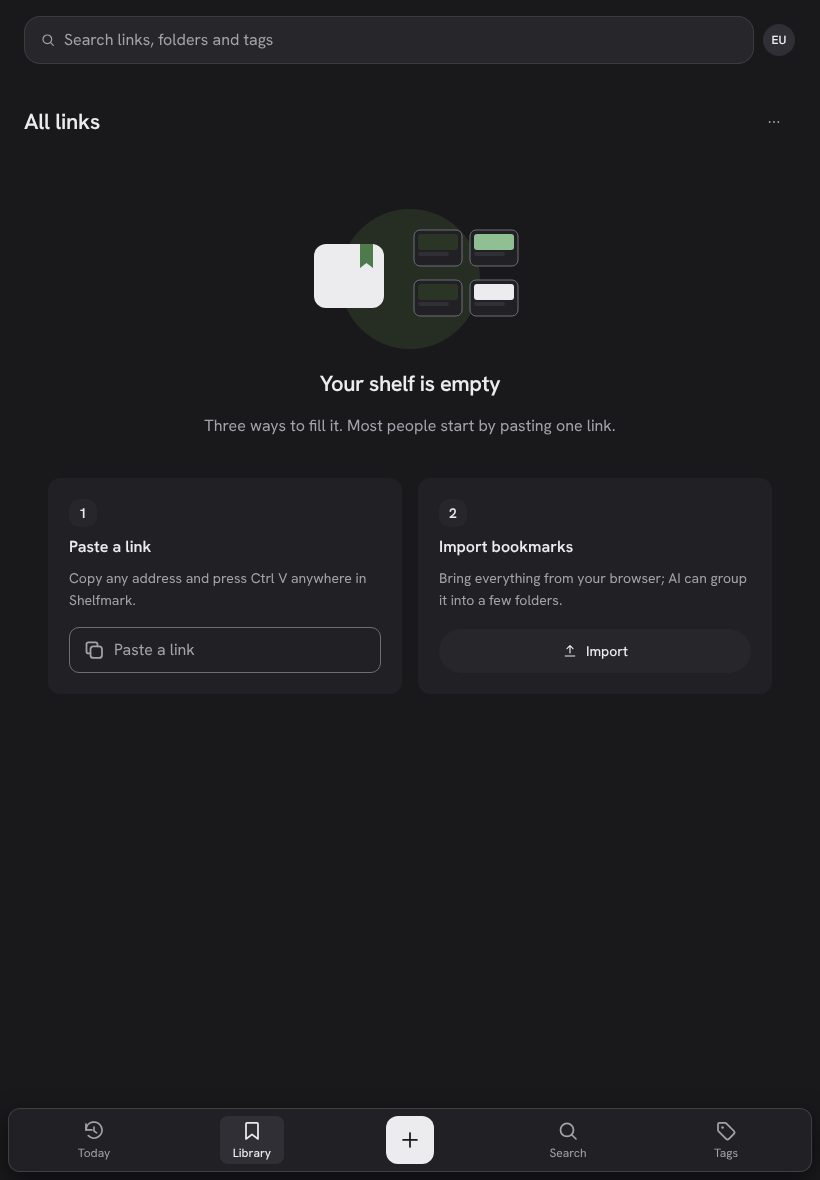 Search links, folders and tags
EU
All links
Your shelf is empty
Three ways to fill it. Most people start by pasting one link.
1
Paste a link
Copy any address and press Ctrl V anywhere in
Shelfmark.
Paste a link
2
Import bookmarks
Bring everything from your browser; AI can group
it into a few folders.
Import
Today
Library
Search
Tags